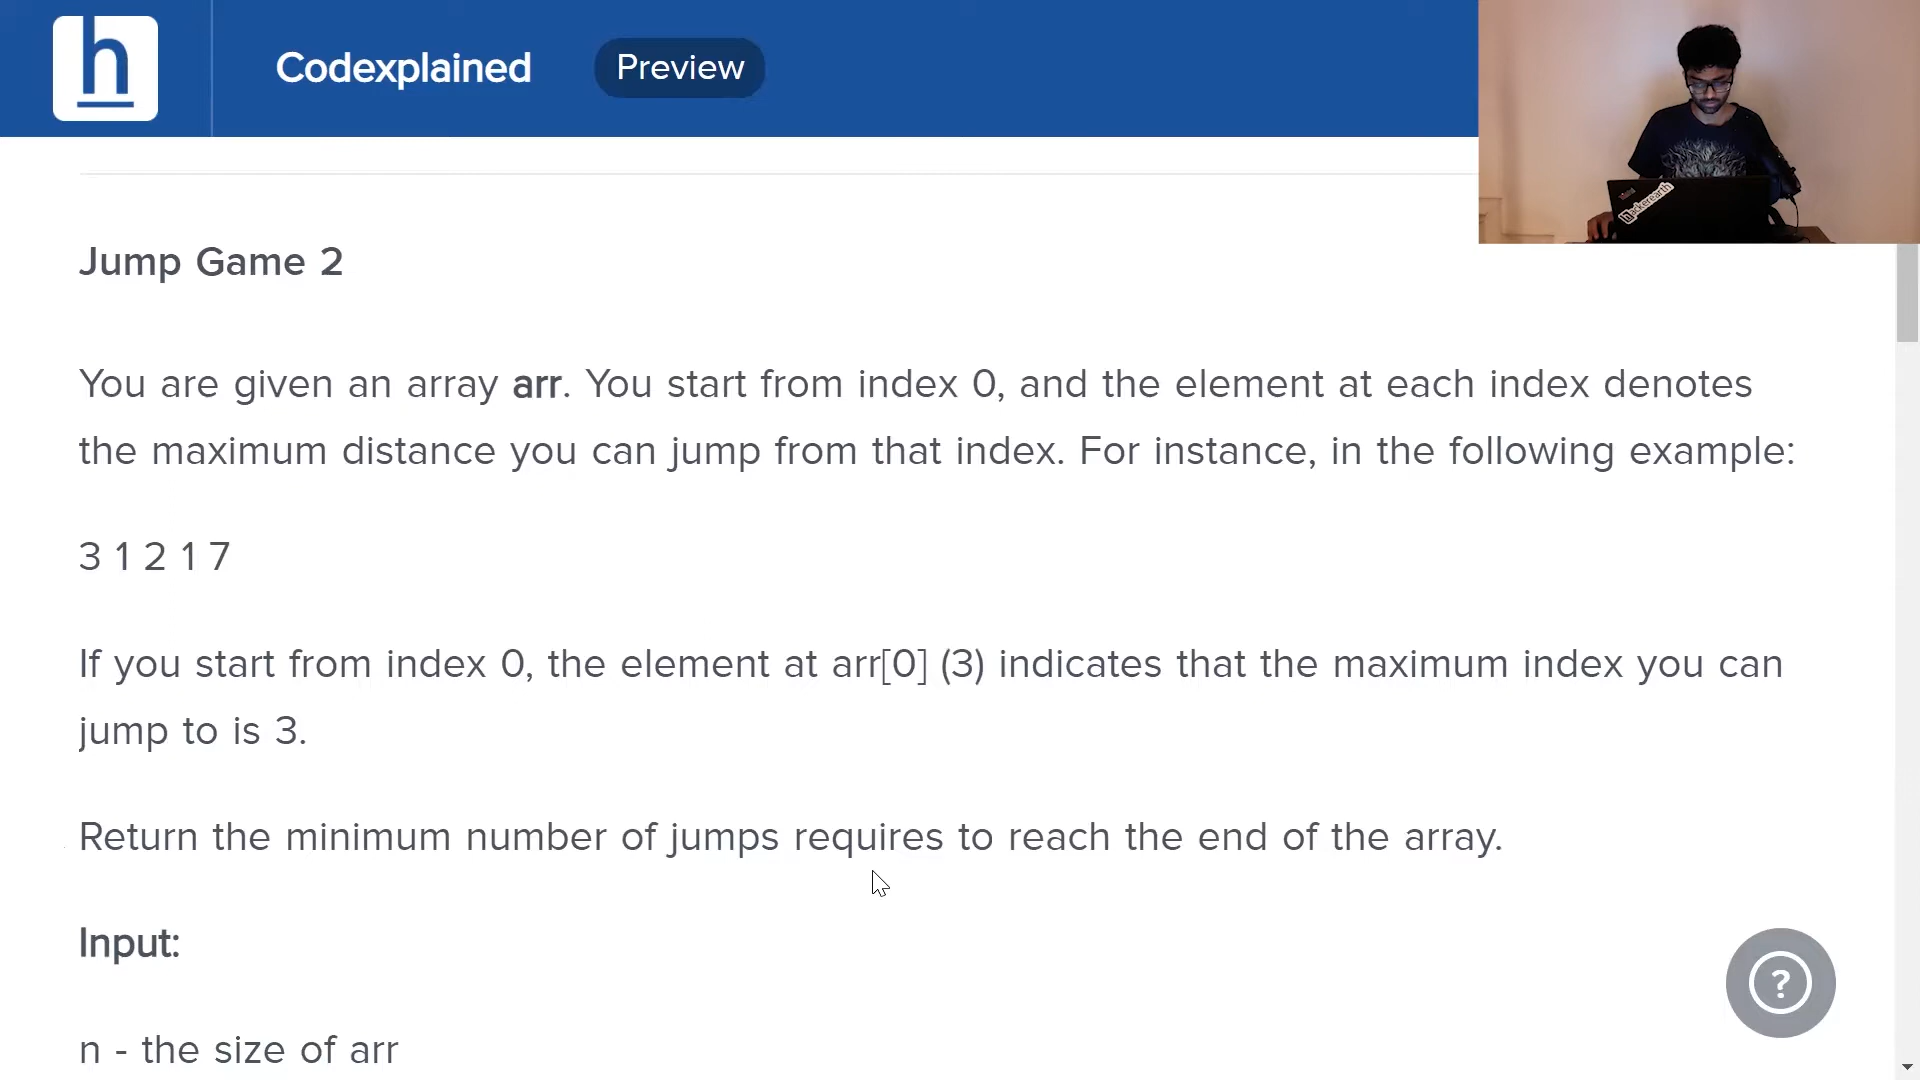 h
Codexplained
Preview
hackerearth
Jump Game 2
You are given an array arr. You start from index 0, and the element at each index denotes
the maximum distance you can jump from that index. For instance, in the following example:
3 1 2 1 7
If you start from index 0, the element at arr[0] (3) indicates that the maximum index you can
jump to is 3.
Return the minimum number of jumps requires to reach the end of the array.
Input:
n - the size of arr
?